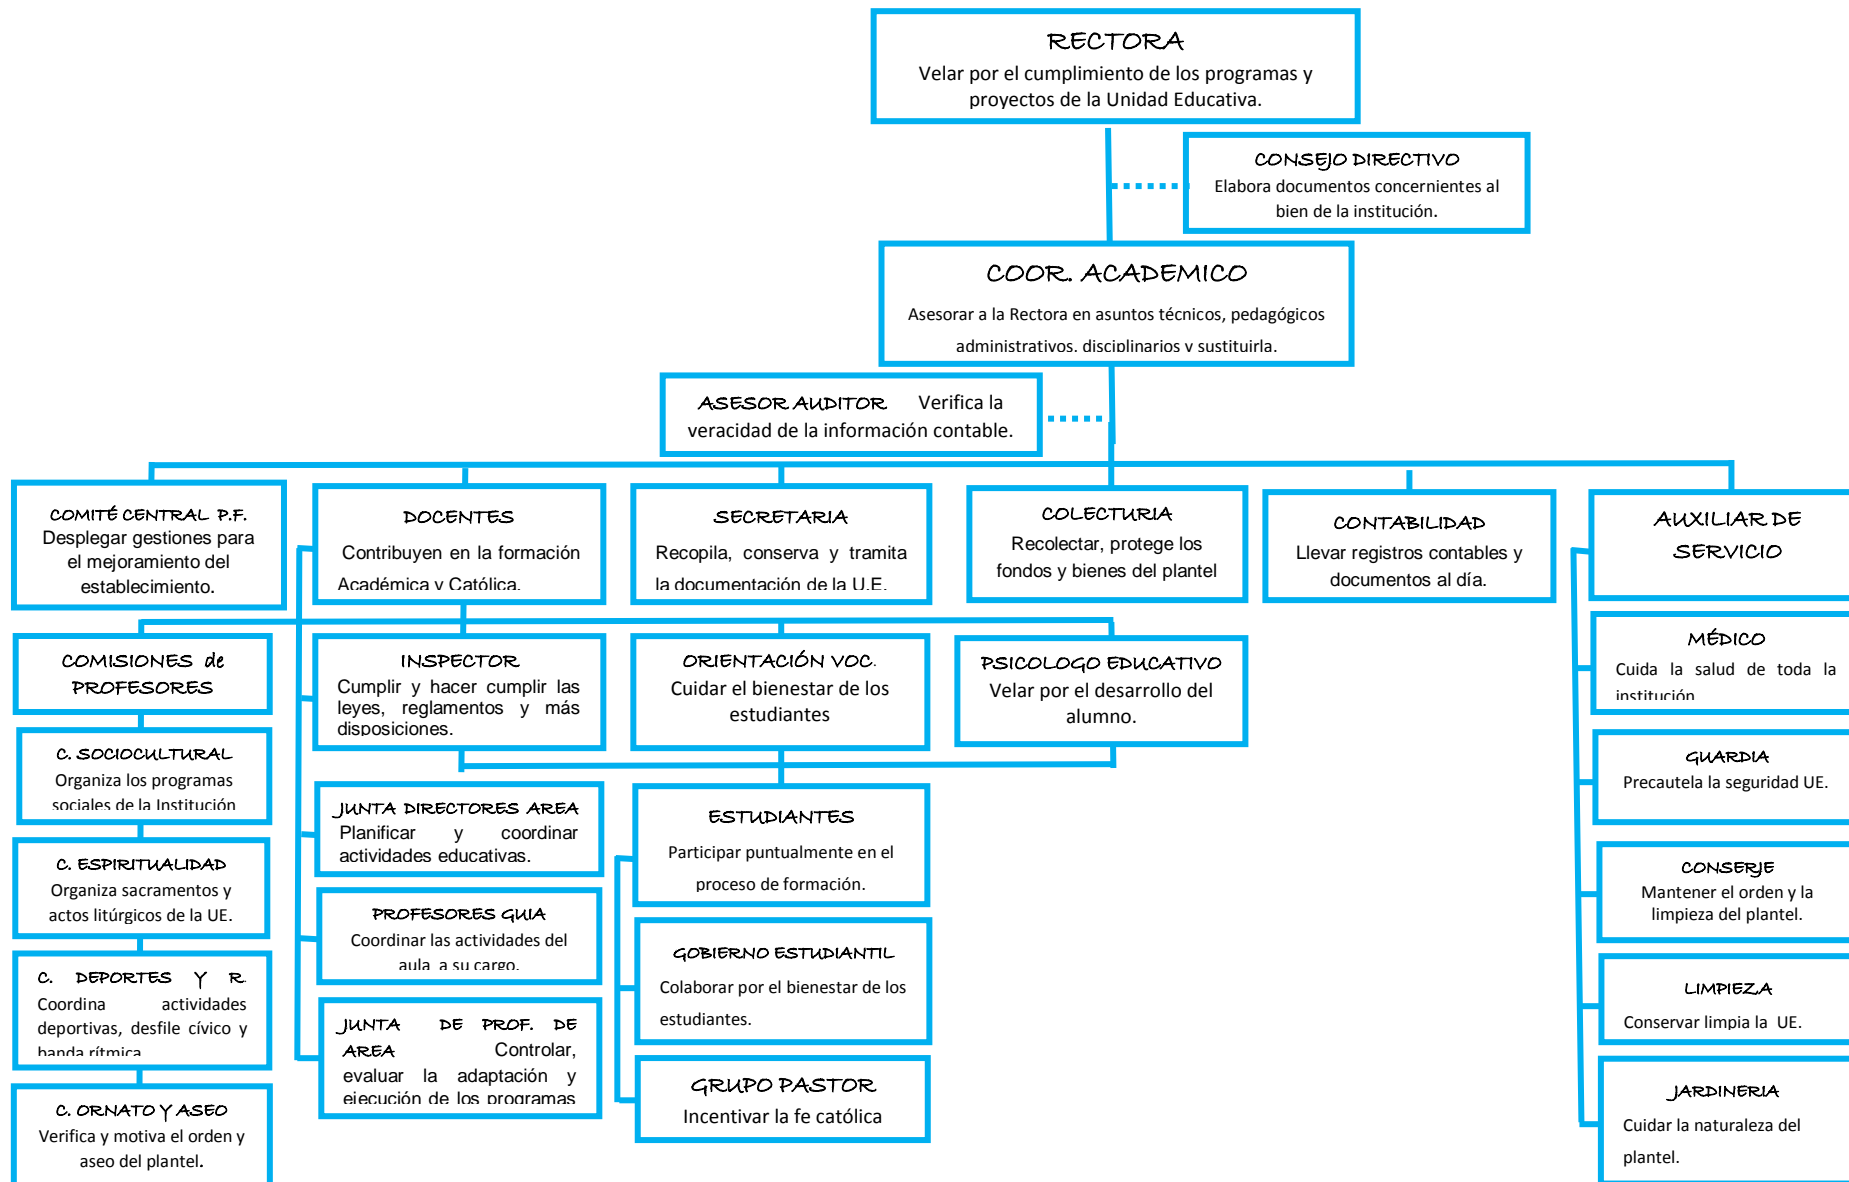 RECTORA
Velar por el cumplimiento de los programas y
proyectos de la Unidad Educativa.
CONSEJO DIRECTIVO
Elabora documentos concernientes al
bien de la institución.
COOR. ACADEMICO
Asesorar a la Rectora en asuntos técnicos, pedagógicos
administrativos, disciplinarios y sustituirla.
ASESOR AUDITOR Verifica la
veracidad de la información contable.
COMITÉ CENTRAL P.F.
Desplegar gestiones para
el mejoramiento del
establecimiento.
DOCENTES
Contribuyen en la formación
Académica y Católica.
SECRETARIA
Recopila, conserva y tramita
la documentación de la U.E.
COLECTURIA
Recolectar, protege los
fondos y bienes del plantel
CONTABILIDAD
Llevar registros contables y
documentos al día.
AUXILIAR DE
SERVICIO
COMISIONES de
PROFESORES
INSPECTOR
Cumplir y hacer cumplir las
leyes, reglamentos y más
disposiciones.
ORIENTACIÓN VOC.
Cuidar el bienestar de los
estudiantes
PSICOLOGO EDUCATIVO
Velar por el desarrollo del
alumno.
MÉDICO
Cuida la salud de toda la
institución
C. SOCIOCULTURAL
Organiza los programas
sociales de la Institución
JUNTA DIRECTORES AREA
Planificar y coordinar
actividades educativas.
ESTUDIANTES
Participar puntualmente en el
proceso de formación.
GUARDIA
Precautela la seguridad UE.
C. ESPIRITUALIDAD
Organiza sacramentos y
actos litúrgicos de la UE.
PROFESORES GUIA
Coordinar las actividades del
aula a su cargo.
GOBIERNO ESTUDIANTIL
Colaborar por el bienestar de los
estudiantes.
CONSERJE
Mantener el orden y la
limpieza del plantel.
C. DEPORTES Y R.
Coordina actividades
deportivas, desfile cívico y
banda rítmica
JUNTA DE PROF. DE
AREA Controlar,
evaluar la adaptación y
ejecución de los programas
GRUPO PASTOR
Incentivar la fe católica
LIMPIEZA
Conservar limpia la UE.
C. ORNATO Y ASEO
Verifica y motiva el orden y
aseo del plantel.
JARDINERIA
Cuidar la naturaleza del
plantel.